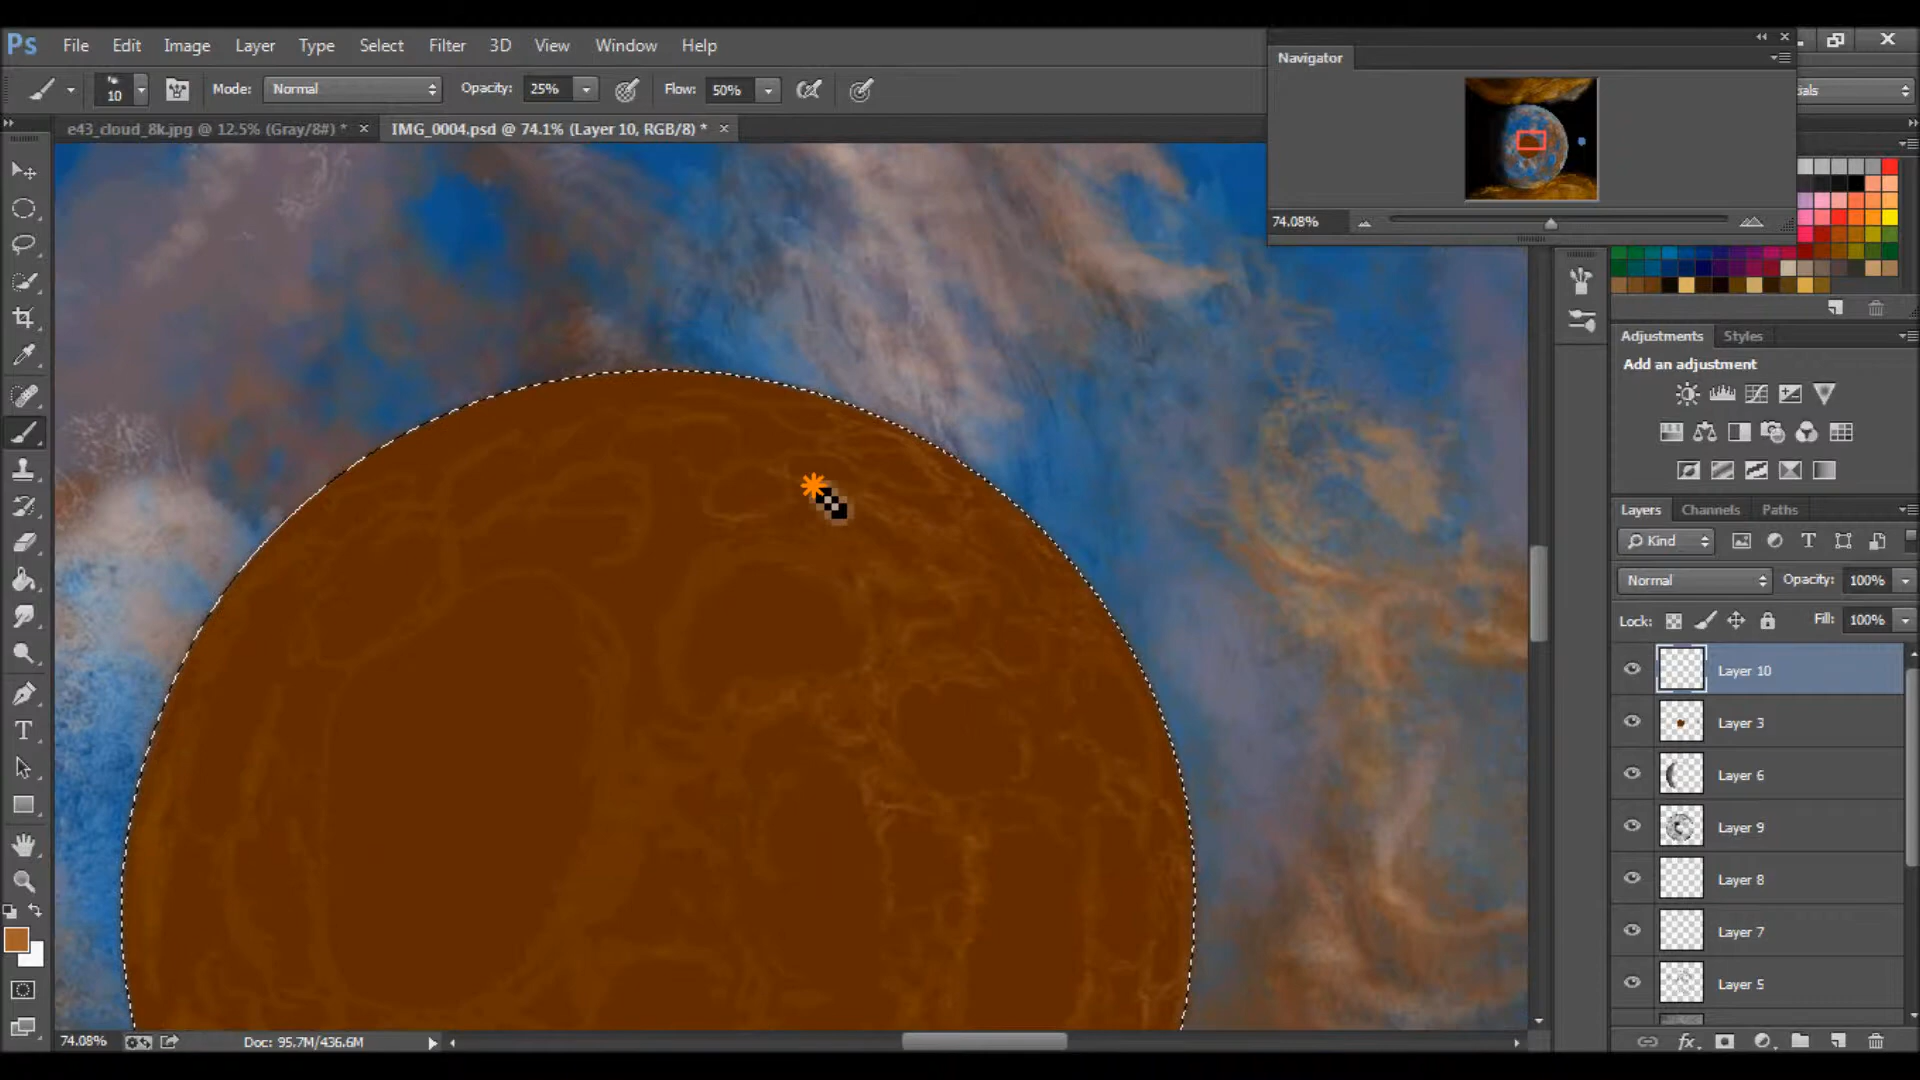 Ps File Edit Image Layer Type Select Filter 3D View Window Help
10 Mode: Normal Opacity: 25% Flow: 50%
e43_cloud_8k.jpg @ 12.5% (Gray/8#) * × IMG_0004.psd @ 74.1% (Layer 10, RGB/8) * ×
Navigator
74.08%
ials
Adjustments Styles
Add an adjustment
Layers Channels Paths
Kind
Normal Opacity: 100%
Lock: Fill: 100%
Layer 10
Layer 3
Layer 6
Layer 9
Layer 8
Layer 7
Layer 5
74.08% Doc: 95.7M/436.6M